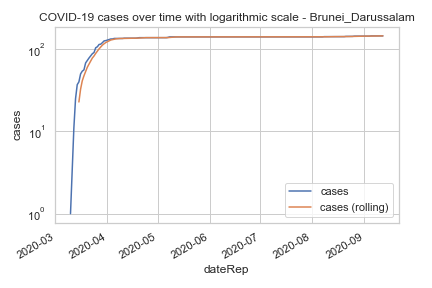 COVID-19 cases over time with logarithmic scale - Brunei_Darussalam
10²
10¹
10⁰
cases
2020-03
2020-04
2020-05
2020-06
2020-07
2020-08
2020-09
dateRep
cases
cases (rolling)